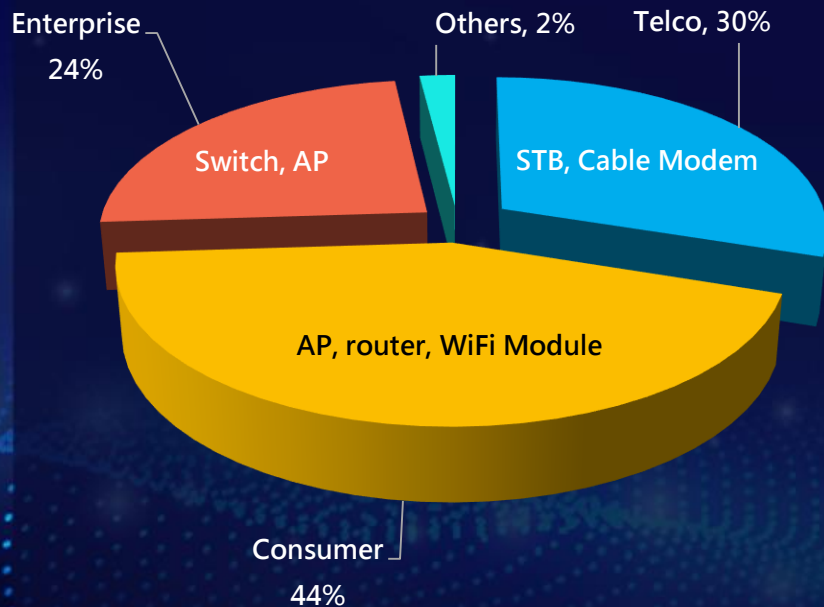 Enterprise
24%
Others, 2%
Telco, 30%
Switch, AP
STB, Cable Modem
AP, router, WiFi Module
Consumer
44%